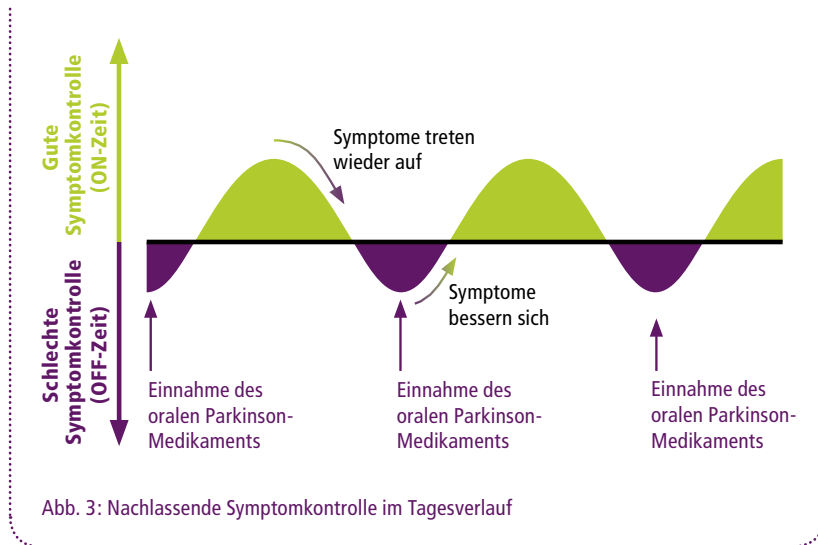 Gute
Symptomkontrolle
(ON-Zeit)
Schlechte
Symptomkontrolle
(OFF-Zeit)
Symptome treten
wieder auf
Symptome
bessern sich
Einnahme des
oralen Parkinson-
Medikaments
Einnahme des
oralen Parkinson-
Medikaments
Einnahme des
oralen Parkinson-
Medikaments
Abb. 3: Nachlassende Symptomkontrolle im Tagesverlauf